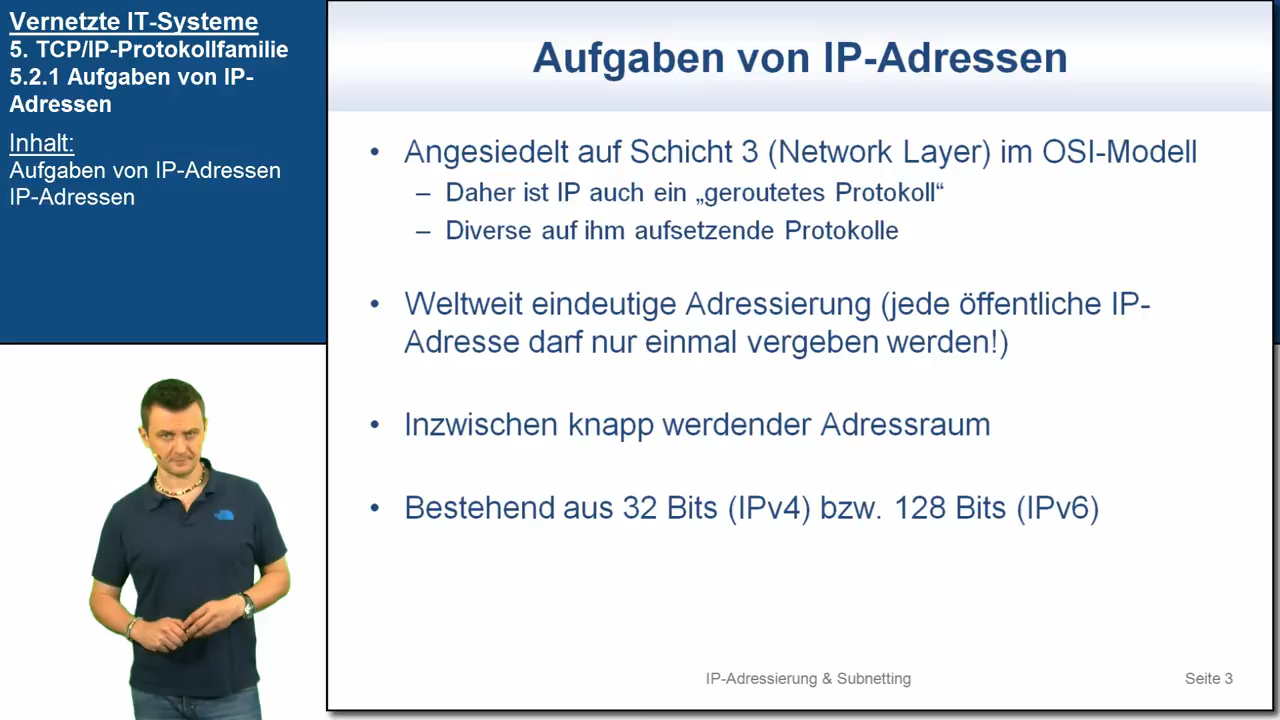 Vernetzte IT-Systeme
5. TCP/IP-Protokollfamilie
5.2.1 Aufgaben von IP-
Adressen
Inhalt:
Aufgaben von IP-Adressen
IP-Adressen
Aufgaben von IP-Adressen
• Angesiedelt auf Schicht 3 (Network Layer) im OSI-Modell
– Daher ist IP auch ein „geroutetes Protokoll“
– Diverse auf ihm aufsetzende Protokolle
• Weltweit eindeutige Adressierung (jede öffentliche IP-
Adresse darf nur einmal vergeben werden!)
• Inzwischen knapp werdender Adressraum
• Bestehend aus 32 Bits (IPv4) bzw. 128 Bits (IPv6)
IP-Adressierung & Subnetting
Seite 3